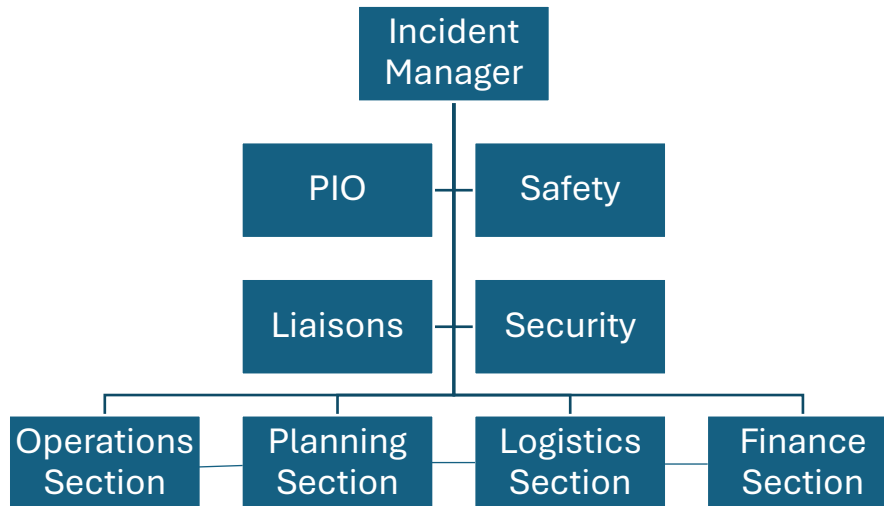 Incident
Manager
PIO
Safety
Liaisons
Security
Operations
Section
Planning
Section
Logistics
Section
Finance
Section